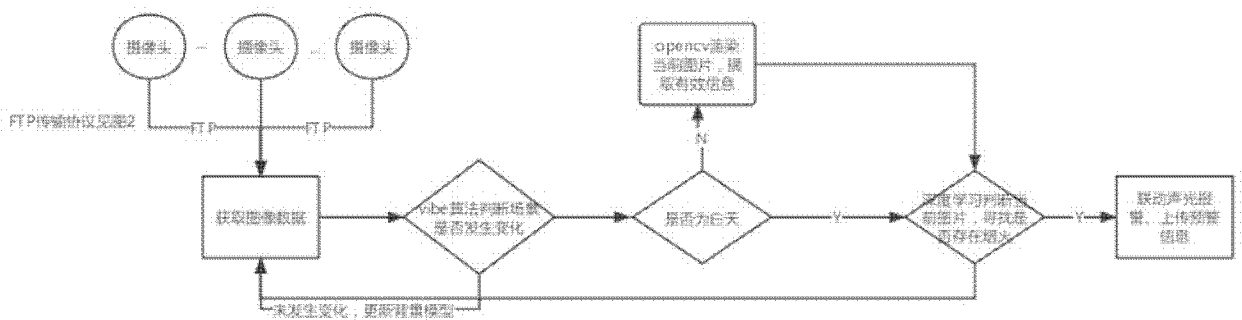 摄像头
摄像头
摄像头
FTP传输协议见图2
FTP
FTP
opencv渲染
当前图片，提
取有效信息
N
获取图像数据
vibe算法判断场景
是否发生变化
是否为白天
Y
深度学习判断当
前图片，寻找是
否存在烟火
Y
联动声光报
警、上传预警
信息
未发生变化，更新背景模型